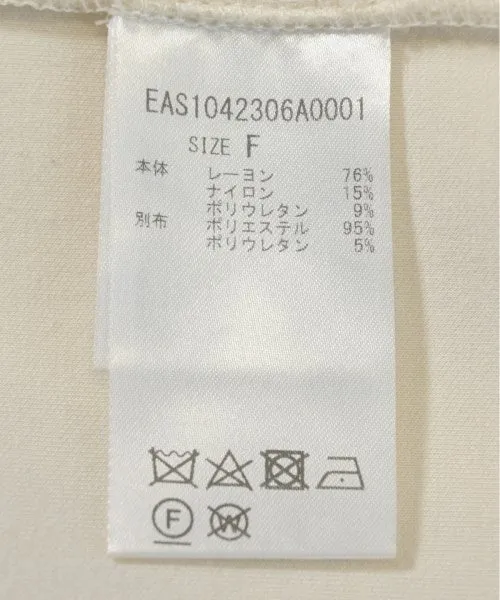 EAS1042306A0001
SIZE F
本体 レーヨン 76%
ナイロン 15%
ポリウレタン 9%
別布 ポリエステル 95%
ポリウレタン 5%
F W